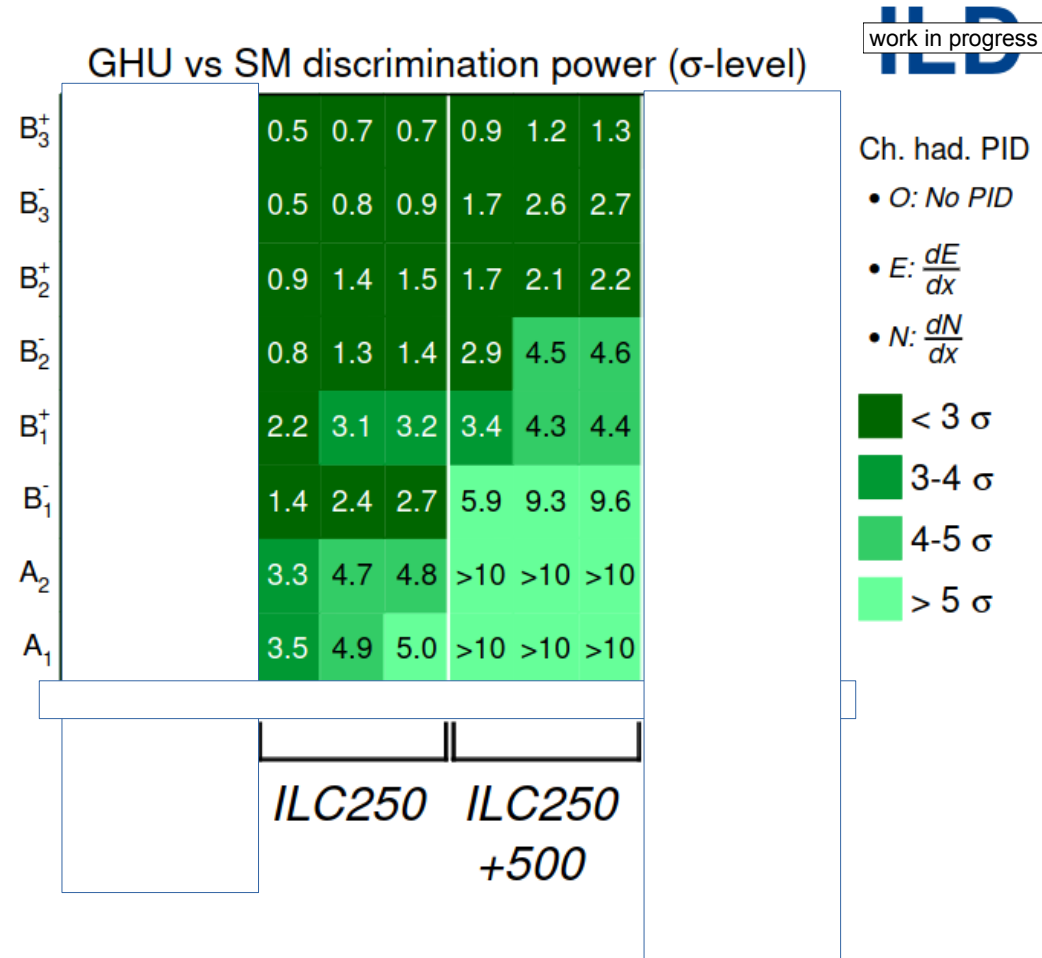 ILD
work in progress
GHU vs SM discrimination power (σ-level)
B₃⁺ 0.5 0.7 0.7 0.9 1.2 1.3
B₃⁻ 0.5 0.8 0.9 1.7 2.6 2.7
B₂⁺ 0.9 1.4 1.5 1.7 2.1 2.2
B₂⁻ 0.8 1.3 1.4 2.9 4.5 4.6
B₁⁺ 2.2 3.1 3.2 3.4 4.3 4.4
B₁⁻ 1.4 2.4 2.7 5.9 9.3 9.6
A₂ 3.3 4.7 4.8 >10 >10 >10
A₁ 3.5 4.9 5.0 >10 >10 >10
ILC250 ILC250
+500
Ch. had. PID
• O: No PID
• E: dE/dx
• N: dN/dx
< 3 σ
3-4 σ
4-5 σ
> 5 σ